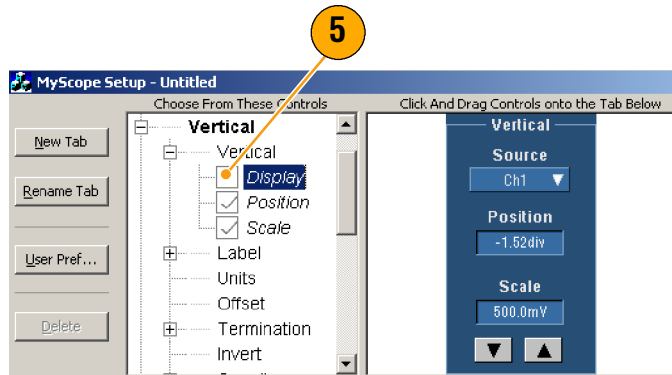 5
MyScope Setup - Untitled
Choose From These Controls
Click And Drag Controls onto the Tab Below
New Tab
Rename Tab
User Pref...
Delete
Vertical
Vertical
Display
Position
Scale
Label
Units
Offset
Termination
Invert
Vertical
Source
Ch1
Position
-1.52div
Scale
500.0mV